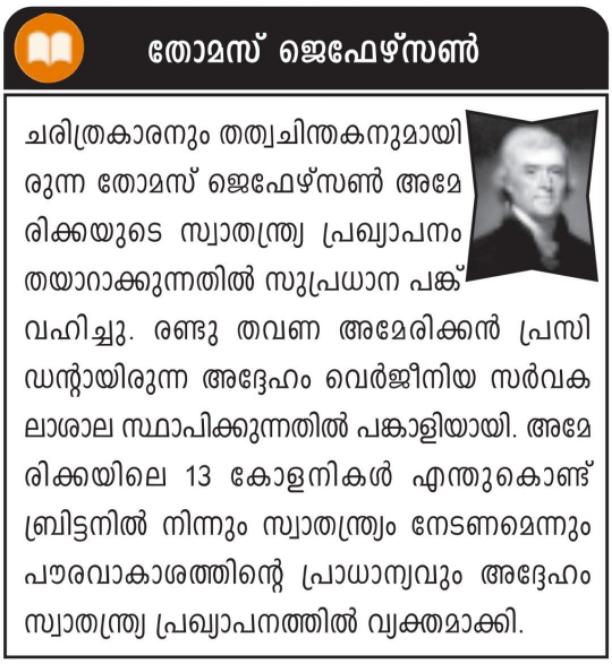 തോമസ് ജെഫേഴ്സൺ
ചരിത്രകാരനും തത്വചിന്തകനുമായി
രുന്ന തോമസ് ജെഫേഴ്സൺ അമേ
രിക്കയുടെ സ്വാതന്ത്ര്യ പ്രഖ്യാപനം
തയാറാക്കുന്നതിൽ സുപ്രധാന പങ്ക്
വഹിച്ചു. രണ്ടു തവണ അമേരിക്കൻ പ്രസി
ഡന്റായിരുന്ന അദ്ദേഹം വെർജീനിയ സർവക
ലാശാല സ്ഥാപിക്കുന്നതിൽ പങ്കാളിയായി. അമേ
രിക്കയിലെ 13 കോളനികൾ എന്തുകൊണ്ട്
ബ്രിട്ടനിൽ നിന്നും സ്വാതന്ത്ര്യം നേടണമെന്നും
പൗരവാകാശത്തിന്റെ പ്രാധാന്യവും അദ്ദേഹം
സ്വാതന്ത്ര്യ പ്രഖ്യാപനത്തിൽ വ്യക്തമാക്കി.